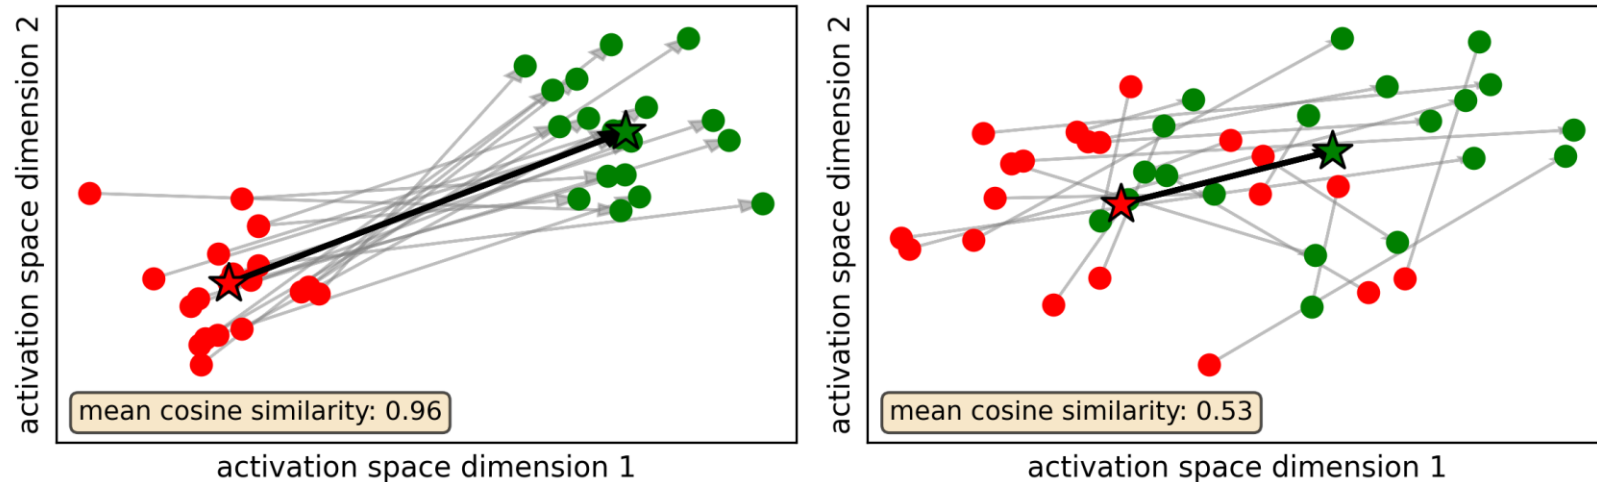 activation space dimension 2
mean cosine similarity: 0.96
activation space dimension 1
activation space dimension 2
mean cosine similarity: 0.53
activation space dimension 1